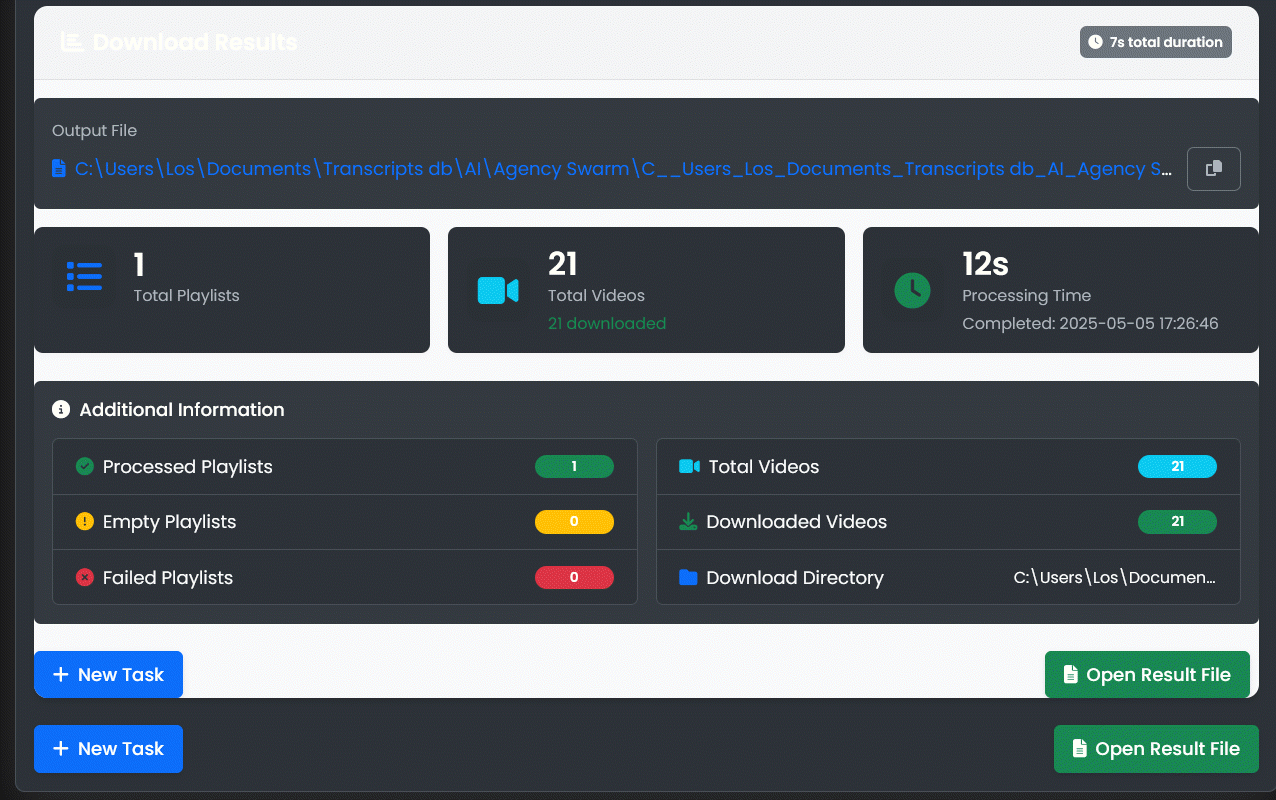 Download Results
7s total duration
Output File
C:\Users\Los\Documents\Transcripts db\AI\Agency Swarm\C__Users_Los_Documents_Transcripts db_AI_Agency S...
1
Total Playlists
21
Total Videos
21 downloaded
12s
Processing Time
Completed: 2025-05-05 17:26:46
Additional Information
Processed Playlists 1
Empty Playlists 0
Failed Playlists 0
Total Videos 21
Downloaded Videos 21
Download Directory C:\Users\Los\Documen...
+ New Task
Open Result File
+ New Task
Open Result File